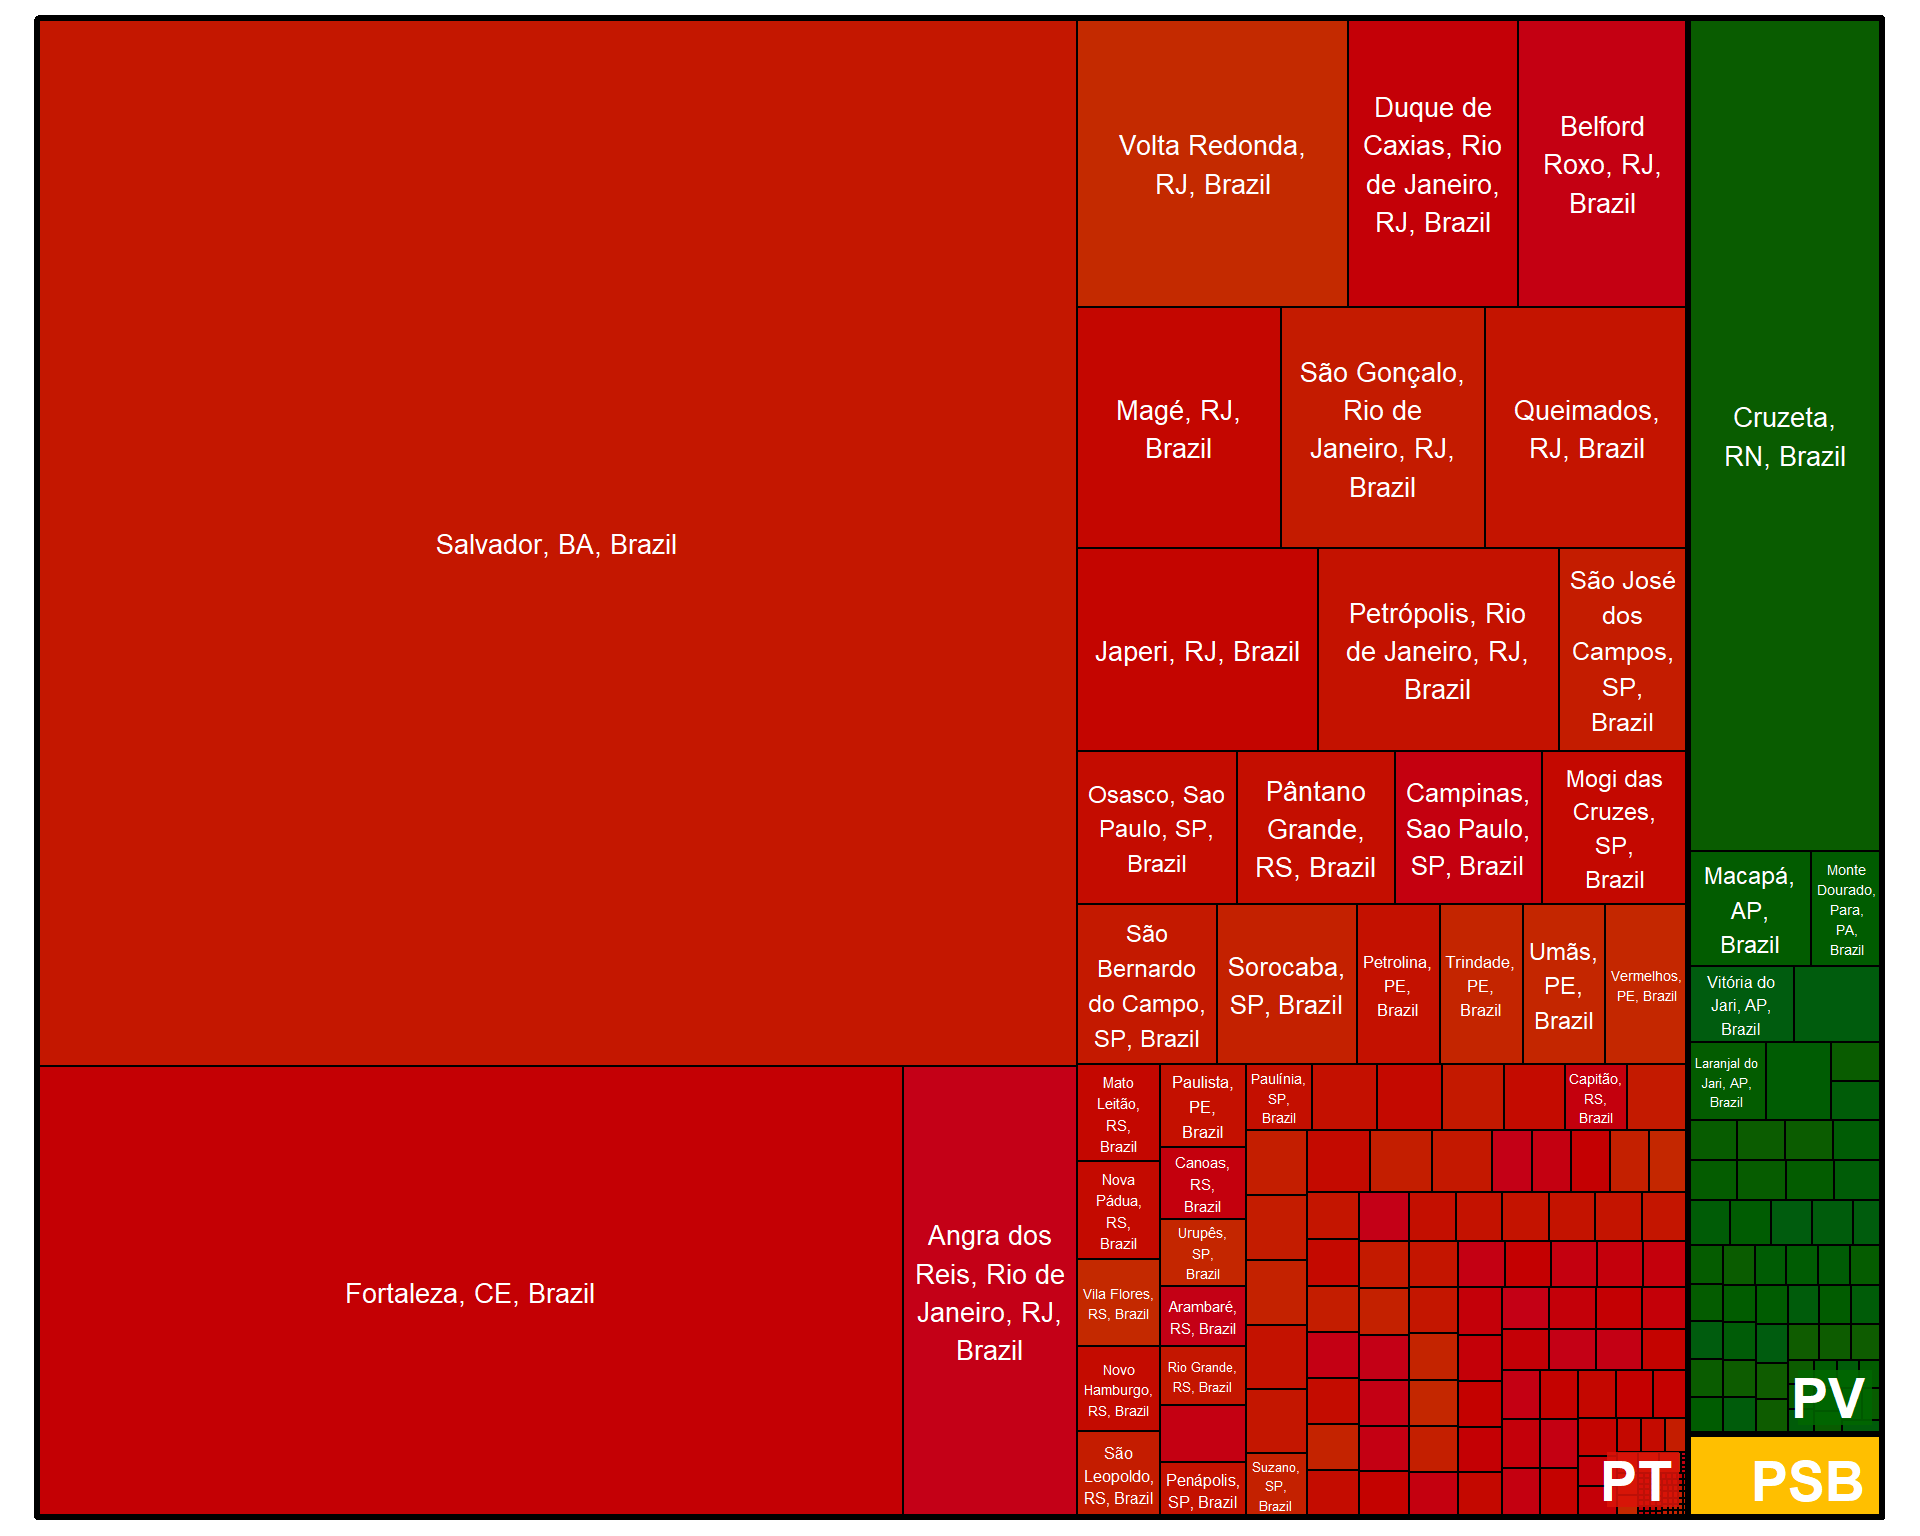 Salvador, BA, Brazil
Fortaleza, CE, Brazil
Angra dos
Reis, Rio de
Janeiro, RJ,
Brazil
Volta Redonda,
RJ, Brazil
Duque de
Caxias, Rio
de Janeiro,
RJ, Brazil
Belford
Roxo, RJ,
Brazil
Magé, RJ,
Brazil
São Gonçalo,
Rio de
Janeiro, RJ,
Brazil
Queimados,
RJ, Brazil
Japeri, RJ, Brazil
Petrópolis, Rio
de Janeiro, RJ,
Brazil
São José
dos
Campos,
SP,
Brazil
Osasco, Sao
Paulo, SP,
Brazil
Pântano
Grande,
RS, Brazil
Campinas,
Sao Paulo,
SP, Brazil
Mogi das
Cruzes,
SP,
Brazil
São
Bernardo
do Campo,
SP, Brazil
Sorocaba,
SP, Brazil
Petrolina,
PE,
Brazil
Trindade,
PE,
Brazil
Umãs,
PE,
Brazil
Vermelhos,
PE, Brazil
Mato
Leitão,
RS,
Brazil
Nova
Pádua,
RS,
Brazil
Vila Flores,
RS, Brazil
Novo
Hamburgo,
RS, Brazil
São
Leopoldo,
RS, Brazil
Paulista,
PE,
Brazil
Canoas,
RS,
Brazil
Urupês,
SP,
Brazil
Arambaré,
RS, Brazil
Rio Grande,
RS, Brazil
Penápolis,
SP, Brazil
Paulínia,
SP,
Brazil
Capitão,
RS,
Brazil
Suzano,
SP,
Brazil
PT
Cruzeta,
RN, Brazil
Macapá,
AP,
Brazil
Monte
Dourado,
Para,
PA,
Brazil
Vitória do
Jari, AP,
Brazil
Laranjal do
Jari, AP,
Brazil
PV
PSB